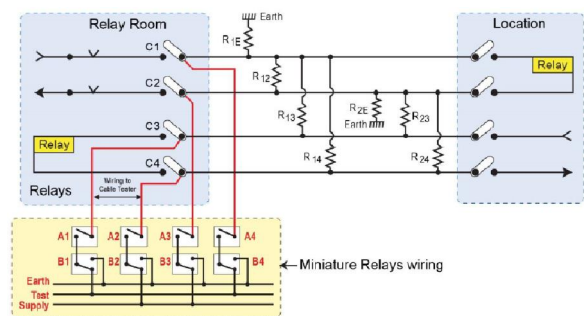 Relay Room
Earth
Location
C1
R1E
Relay
C2
R12
R2E
R23
Earth
R13
C3
Relay
R14
R24
C4
Relays
Wiring to
Cable Tester
A1 A2 A3 A4
B1 B2 B3 B4
Miniature Relays wiring
Earth
Test
Supply